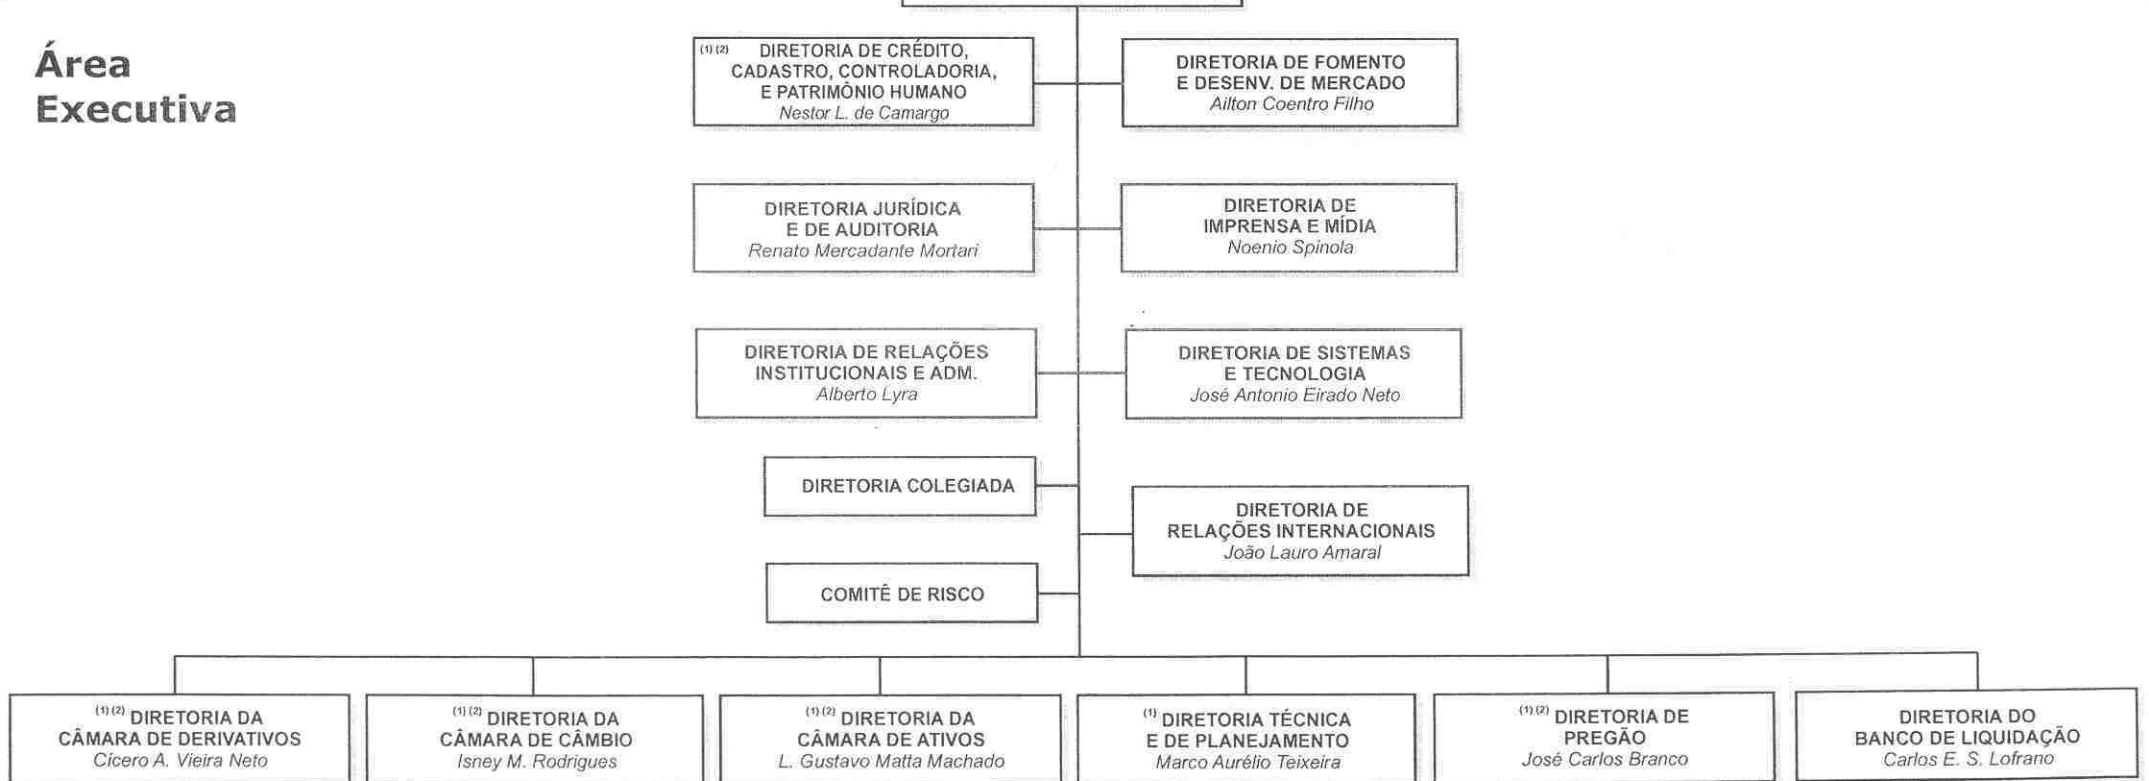 Área
Executiva
(1) (2) DIRETORIA DE CRÉDITO,
CADASTRO, CONTROLADORIA,
E PATRIMÔNIO HUMANO
Nestor L. de Camargo
DIRETORIA DE FOMENTO
E DESENV. DE MERCADO
Ailton Coentro Filho
DIRETORIA JURÍDICA
E DE AUDITORIA
Renato Mercadante Mortari
DIRETORIA DE
IMPRENSA E MÍDIA
Noenio Spinola
DIRETORIA DE RELAÇÕES
INSTITUCIONAIS E ADM.
Alberto Lyra
DIRETORIA DE SISTEMAS
E TECNOLOGIA
José Antonio Eirado Neto
DIRETORIA COLEGIADA
DIRETORIA DE
RELAÇÕES INTERNACIONAIS
João Lauro Amaral
COMITÊ DE RISCO
(1) (2) DIRETORIA DA
CÂMARA DE DERIVATIVOS
Cícero A. Vieira Neto
(1) (2) DIRETORIA DA
CÂMARA DE CÂMBIO
Isney M. Rodrigues
(1) (2) DIRETORIA DA
CÂMARA DE ATIVOS
L. Gustavo Matta Machado
(1) DIRETORIA TÉCNICA
E DE PLANEJAMENTO
Marco Aurélio Teixeira
(1) (2) DIRETORIA DE
PREGÃO
José Carlos Branco
DIRETORIA DO
BANCO DE LIQUIDAÇÃO
Carlos E. S. Lofrano